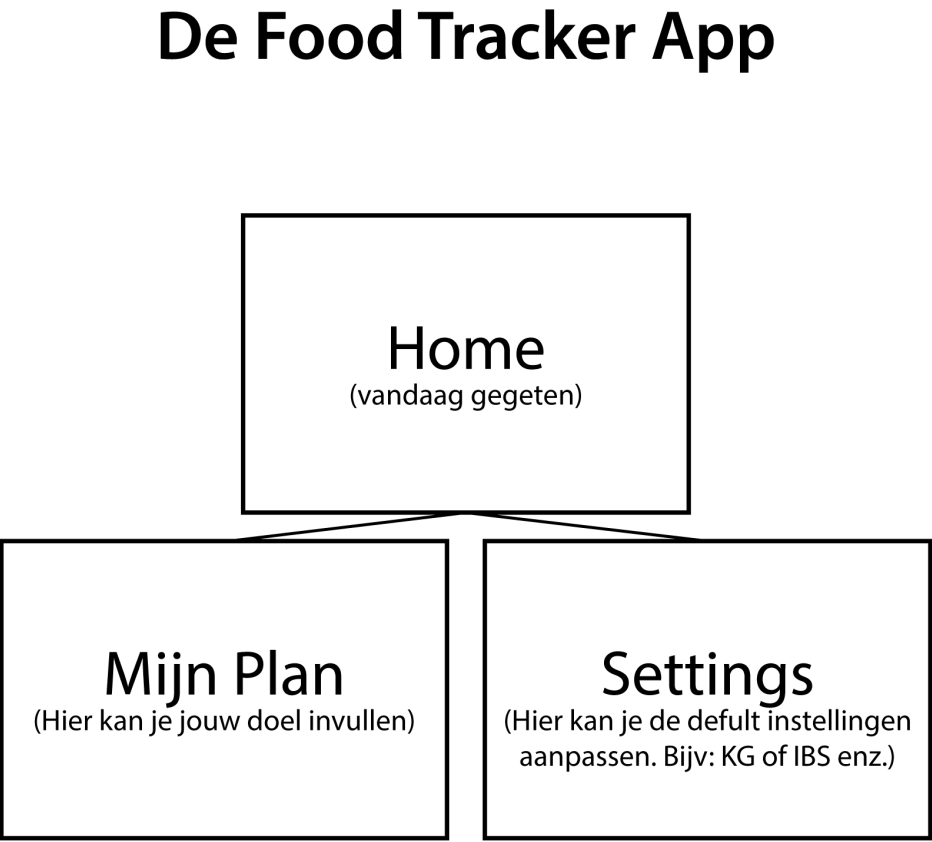 De Food Tracker App
Home
(vandaag gegeten)
Mijn Plan
(Hier kan je jouw doel invullen)
Settings
(Hier kan je de defult instellingen
aanpassen. Bijv: KG of IBS enz.)